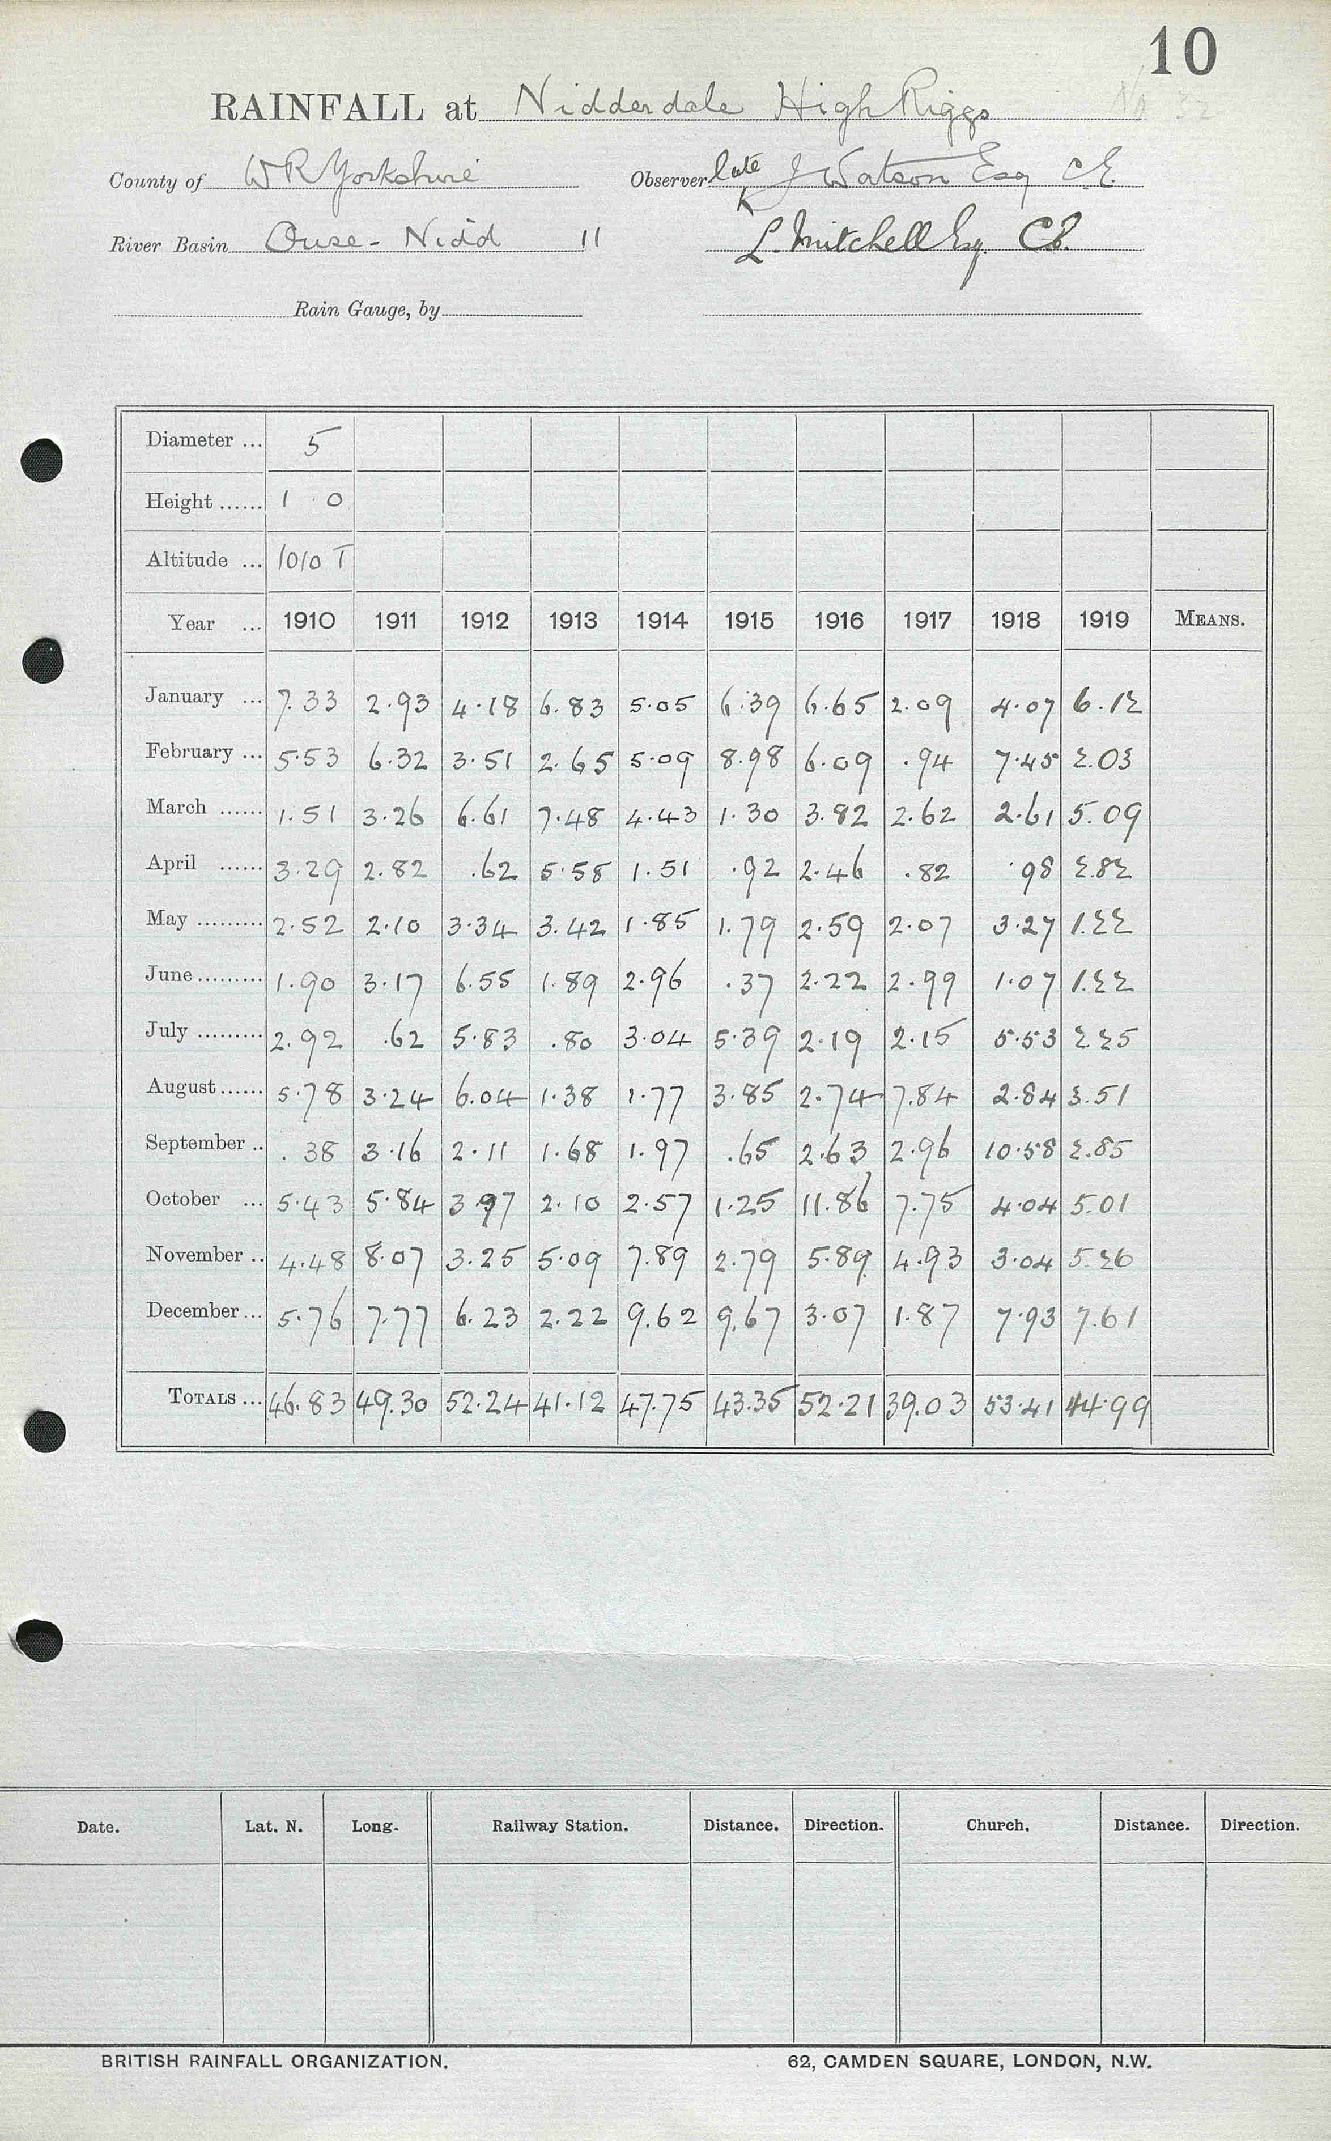 10
RAINFALL at Nidderdale High Riggs No 32
County of WR Yorkshire Observer late J Watson Esq CE
River Basin Ouse - Nidd 11 L. Mitchell Esq. CE.
Rain Gauge, by
Diameter ... 5
Height ...... 1 0
Altitude ... 1010 T
Year ... 1910 1911 1912 1913 1914 1915 1916 1917 1918 1919 MEANS.
January ... 7.33 2.93 4.18 6.83 5.05 6.39 6.65 2.09 4.07 6.12
February ... 5.53 6.32 3.51 2.65 5.09 8.98 6.09 .94 7.45 2.03
March ...... 1.51 3.26 6.61 7.48 4.43 1.30 3.82 2.62 2.61 5.09
April ...... 3.29 2.82 .62 5.58 1.51 .92 2.46 .82 .98 2.82
May ......... 2.52 2.10 3.34 3.42 1.85 1.79 2.59 2.07 3.27 1.22
June ......... 1.90 3.17 6.55 1.89 2.96 .37 2.22 2.99 1.07 1.22
July ......... 2.92 .62 5.83 .80 3.04 5.39 2.19 2.15 5.53 2.25
August ...... 5.78 3.24 6.04 1.38 1.77 3.85 2.74 7.84 2.84 3.51
September .. .38 3.16 2.11 1.68 1.97 .65 2.63 2.96 10.58 2.85
October ... 5.43 5.84 3.97 2.10 2.57 1.25 11.86 7.75 4.04 5.01
November .. 4.48 8.07 3.25 5.09 7.89 2.79 5.89 4.93 3.04 5.26
December ... 5.76 7.77 6.23 2.22 9.62 9.67 3.07 1.87 7.93 7.61
TOTALS ... 46.83 49.30 52.24 41.12 47.75 43.35 52.21 39.03 53.41 44.99
Date. Lat. N. Long. Railway Station. Distance. Direction. Church. Distance. Direction.
BRITISH RAINFALL ORGANIZATION. 62, CAMDEN SQUARE, LONDON, N.W.